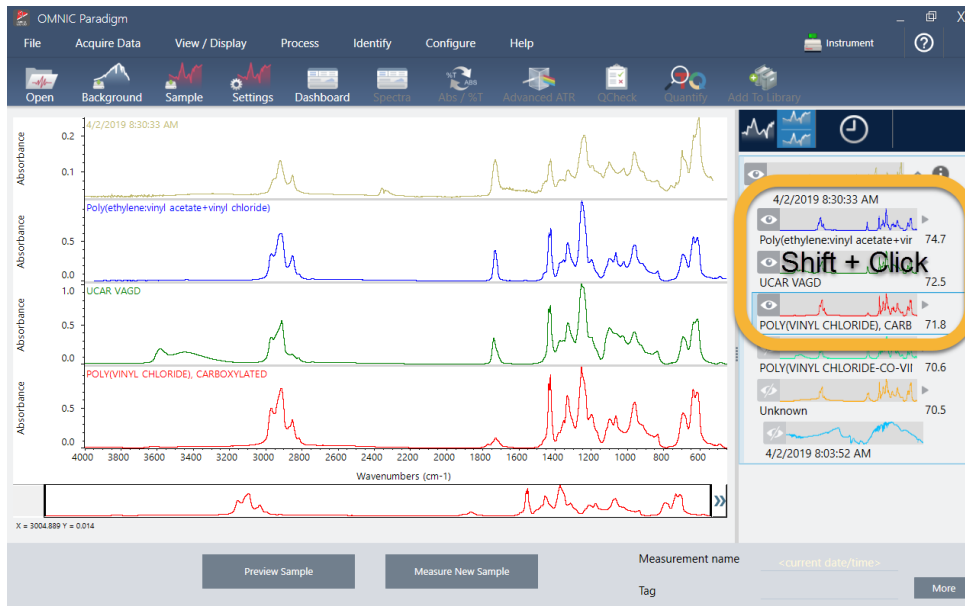 OMNIC Paradigm
File Acquire Data View / Display Process Identify Configure Help Instrument
Open Background Sample Settings Dashboard Spectra Abs / %T Advanced ATR QCheck Quantify Add To Library
%T ABS
4/2/2019 8:30:33 AM
Absorbance
0.2
0.1
Poly(ethylene:vinyl acetate+vinyl chloride)
Absorbance
0.5
0.0
UCAR VAGD
Absorbance
1.0
0.5
0.0
POLY(VINYL CHLORIDE), CARBOXYLATED
Absorbance
0.5
0.0
4000 3800 3600 3400 3200 3000 2800 2600 2400 2200 2000 1800 1600 1400 1200 1000 800 600
Wavenumbers (cm-1)
X = 3004.889 Y = 0.014
4/2/2019 8:30:33 AM
Poly(ethylene:vinyl acetate+vir 74.7
Shift + Click
UCAR VAGD 72.5
POLY(VINYL CHLORIDE), CARB 71.8
POLY(VINYL CHLORIDE-CO-VII 70.6
Unknown 70.5
4/2/2019 8:03:52 AM
Preview Sample
Measure New Sample
Measurement name <current date/time>
Tag
More